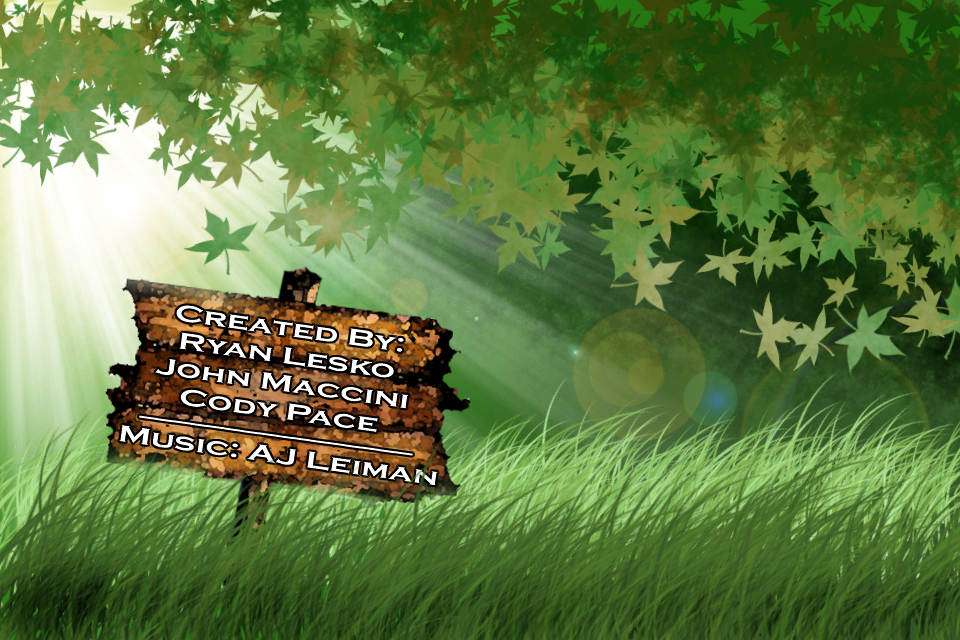 Created By:
Ryan Lesko
John Maccini
Cody Pace
Music: AJ Leiman